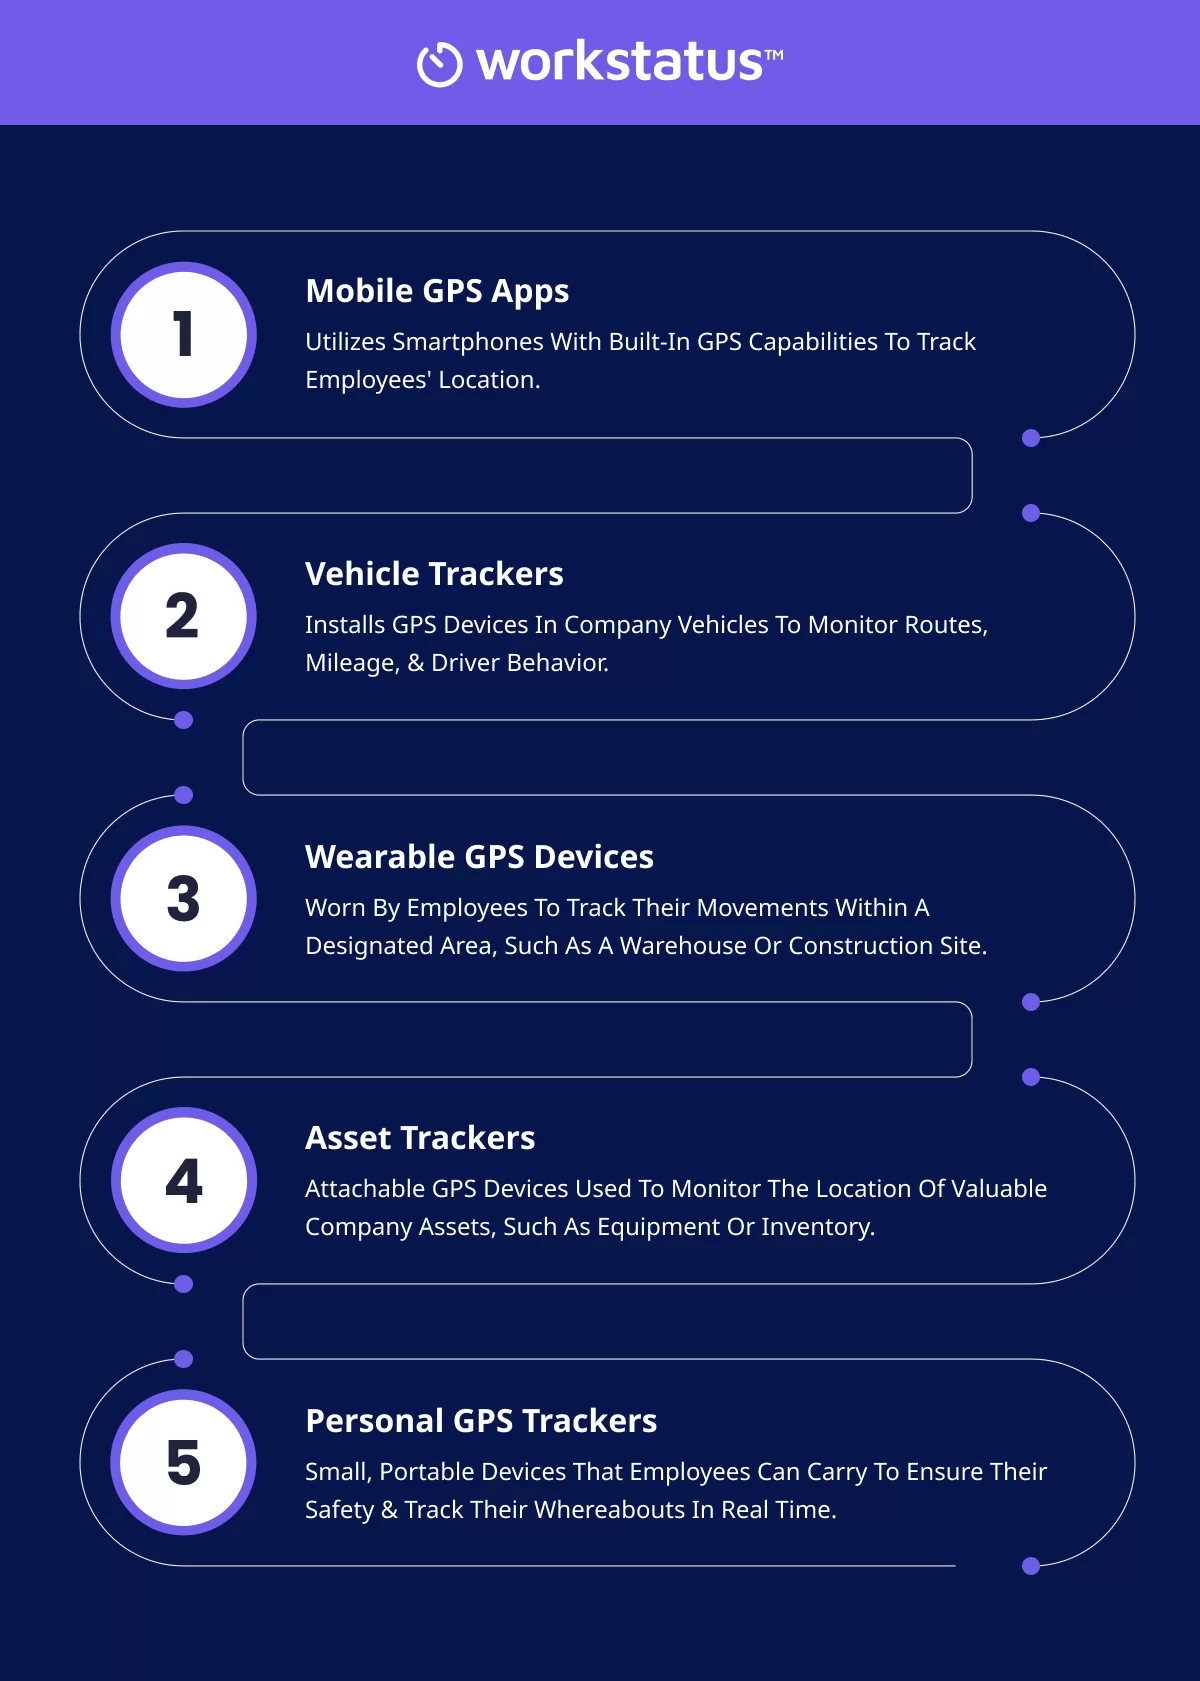 workstatus™
1
Mobile GPS Apps
Utilizes Smartphones With Built-In GPS Capabilities To Track
Employees' Location.
2
Vehicle Trackers
Installs GPS Devices In Company Vehicles To Monitor Routes,
Mileage, & Driver Behavior.
3
Wearable GPS Devices
Worn By Employees To Track Their Movements Within A
Designated Area, Such As A Warehouse Or Construction Site.
4
Asset Trackers
Attachable GPS Devices Used To Monitor The Location Of Valuable
Company Assets, Such As Equipment Or Inventory.
5
Personal GPS Trackers
Small, Portable Devices That Employees Can Carry To Ensure Their
Safety & Track Their Whereabouts In Real Time.